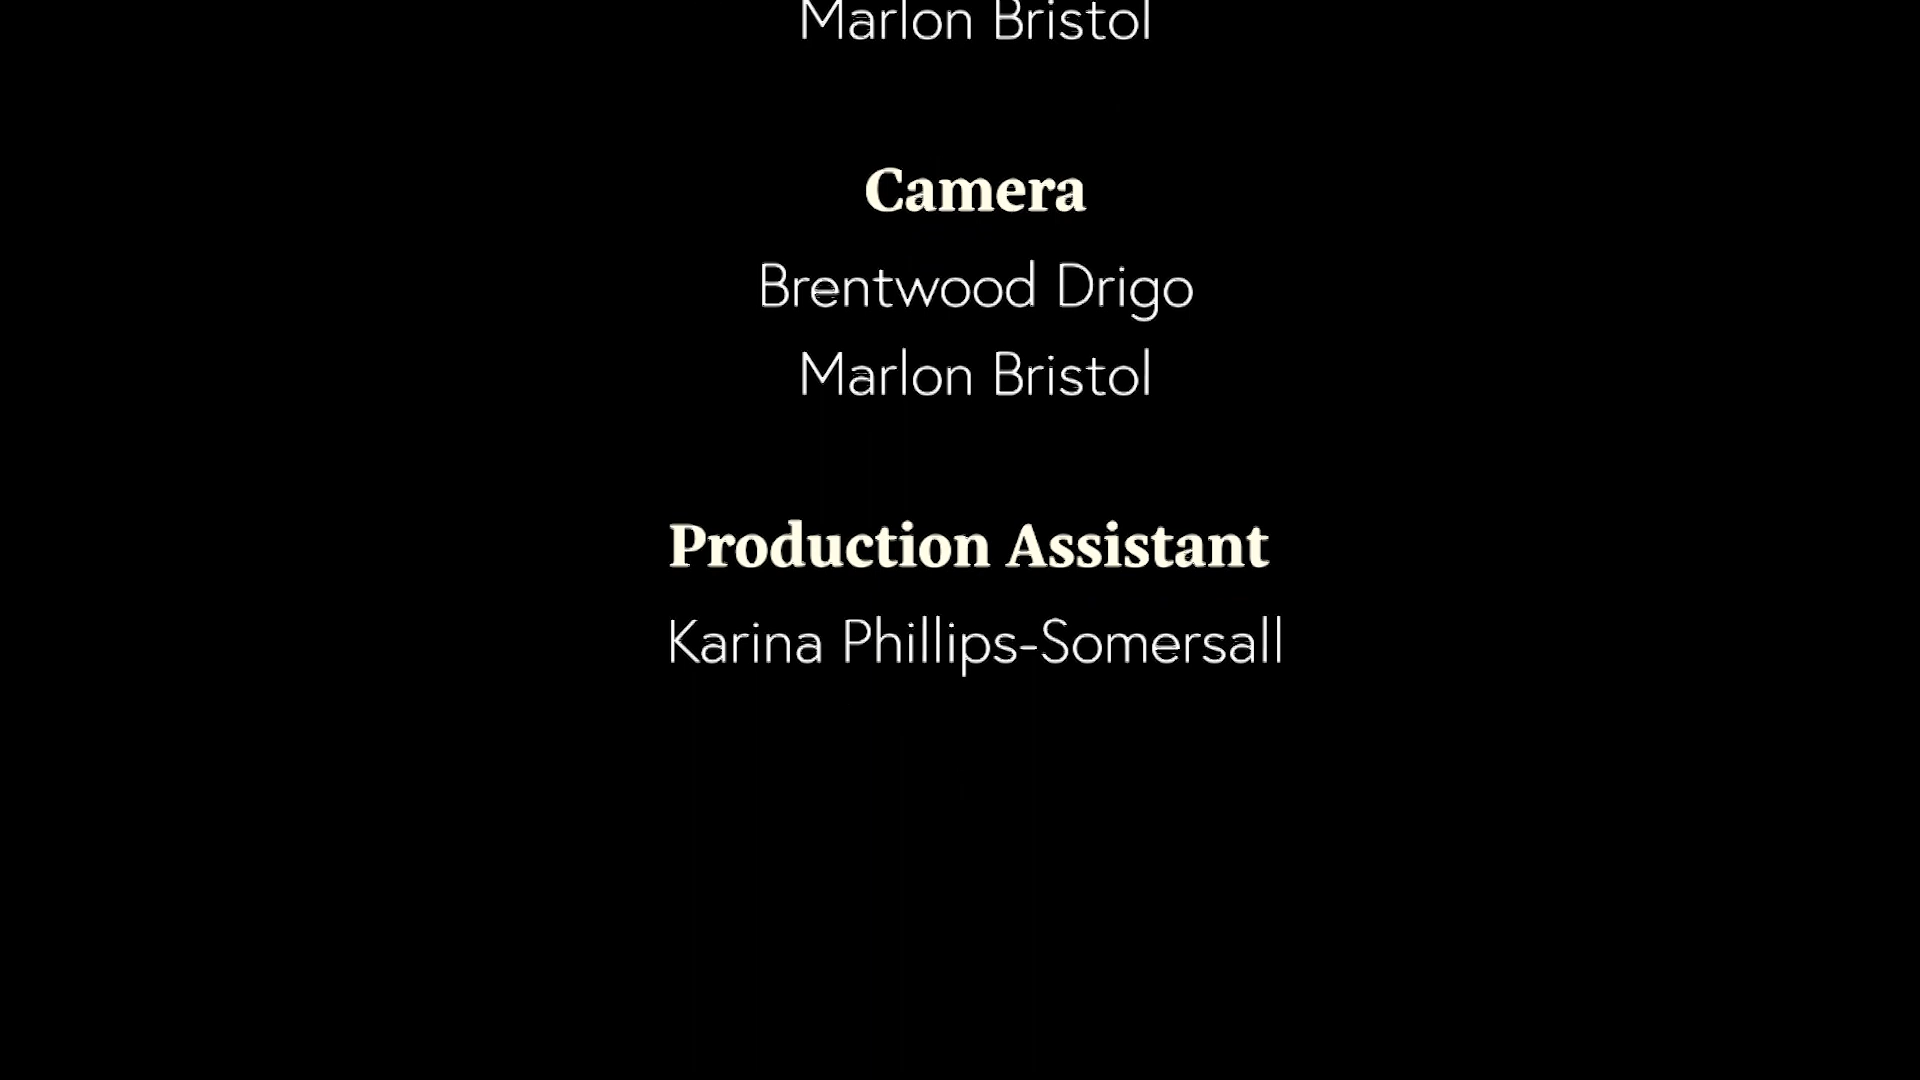 Marlon Bristol
Camera
Brentwood Drigo
Marlon Bristol
Production Assistant
Karina Phillips-Somersall